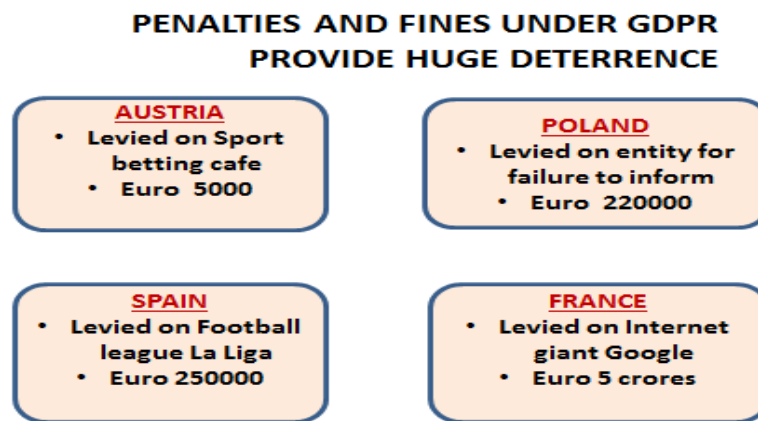 PENALTIES AND FINES UNDER GDPR
PROVIDE HUGE DETERRENCE
AUSTRIA
• Levied on Sport
betting cafe
• Euro 5000
POLAND
• Levied on entity for
failure to inform
• Euro 220000
SPAIN
• Levied on Football
league La Liga
• Euro 250000
FRANCE
• Levied on Internet
giant Google
• Euro 5 crores